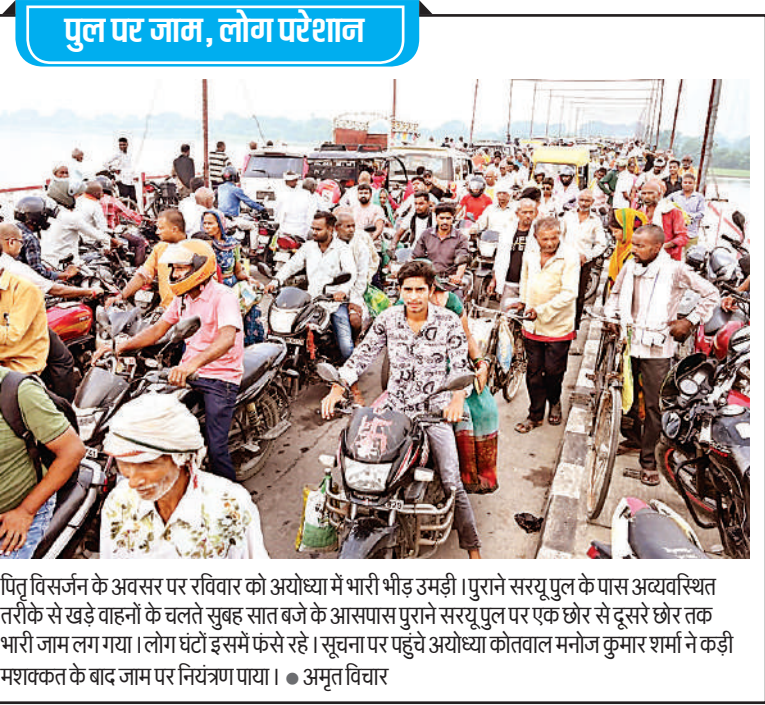 पुल पर जाम, लोग परेशान
पितृ विसर्जन के अवसर पर रविवार को अयोध्या में भारी भीड़ उमड़ी। पुराने सरयू पुल के पास अव्यवस्थित
तरीके से खड़े वाहनों के चलते सुबह सात बजे के आसपास पुराने सरयू पुल पर एक छोर से दूसरे छोर तक
भारी जाम लग गया। लोग घंटों इसमें फंसे रहे। सूचना पर पहुंचे अयोध्या कोतवाल मनोज कुमार शर्मा ने कड़ी
मशक्कत के बाद जाम पर नियंत्रण पाया। ● अमृत विचार